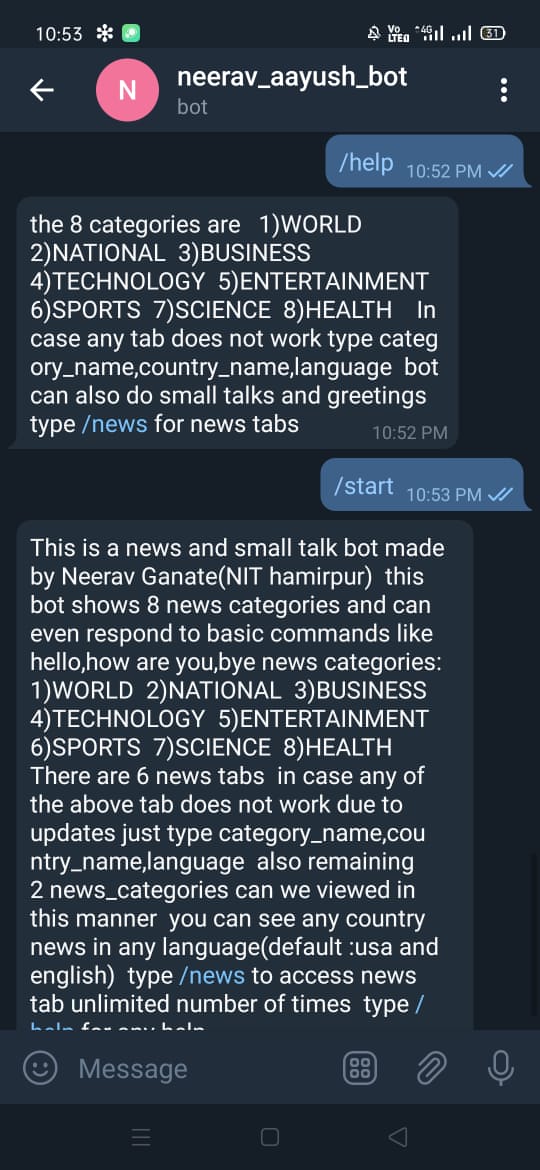 10:53
Vo LTE 4G 31
N
neerav_aayush_bot
bot
/help 10:52 PM
the 8 categories are 1)WORLD
2)NATIONAL 3)BUSINESS
4)TECHNOLOGY 5)ENTERTAINMENT
6)SPORTS 7)SCIENCE 8)HEALTH In
case any tab does not work type categ
ory_name,country_name,language bot
can also do small talks and greetings
type /news for news tabs
10:52 PM
/start 10:53 PM
This is a news and small talk bot made
by Neerav Ganate(NIT hamirpur) this
bot shows 8 news categories and can
even respond to basic commands like
hello,how are you,bye news categories:
1)WORLD 2)NATIONAL 3)BUSINESS
4)TECHNOLOGY 5)ENTERTAINMENT
6)SPORTS 7)SCIENCE 8)HEALTH
There are 6 news tabs in case any of
the above tab does not work due to
updates just type category_name,cou
ntry_name,language also remaining
2 news_categories can we viewed in
this manner you can see any country
news in any language(default :usa and
english) type /news to access news
tab unlimited number of times type /
help for any help
Message